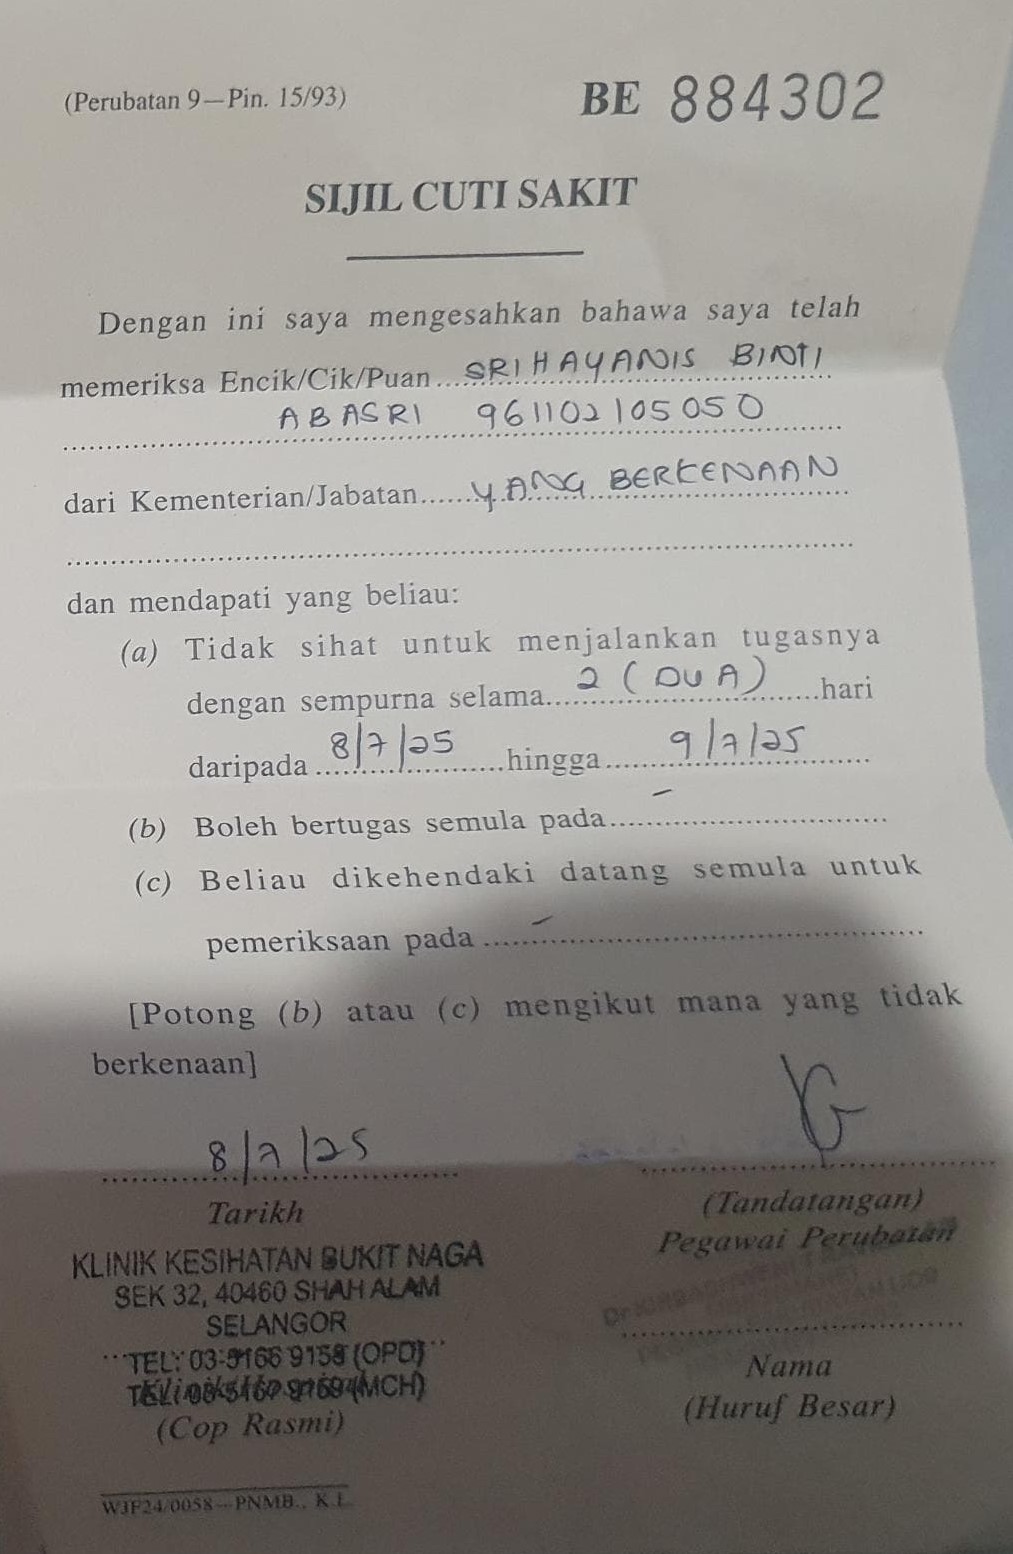 (Perubatan 9—Pin. 15/93)
BE 884302
SIJIL CUTI SAKIT
Dengan ini saya mengesahkan bahawa saya telah
memeriksa Encik/Cik/Puan SRI HAYANIS BINTI
ABASRI 961102105050
dari Kementerian/Jabatan YANG BERKENAAN
dan mendapati yang beliau:
(a) Tidak sihat untuk menjalankan tugasnya
dengan sempurna selama 2 (DUA) hari
daripada 8/7/25 hingga 9/7/25
(b) Boleh bertugas semula pada -
(c) Beliau dikehendaki datang semula untuk
pemeriksaan pada -
[Potong (b) atau (c) mengikut mana yang tidak
berkenaan]
8/7/25
Tarikh
(Tandatangan)
Pegawai Perubatan
KLINIK KESIHATAN BUKIT NAGA
SEK 32, 40460 SHAH ALAM
SELANGOR
TEL: 03-5166 9158 (OPD)
(MCH)
(Cop Rasmi)
Dr
Nama
(Huruf Besar)
WJF24/0058—PNMB., K.L.